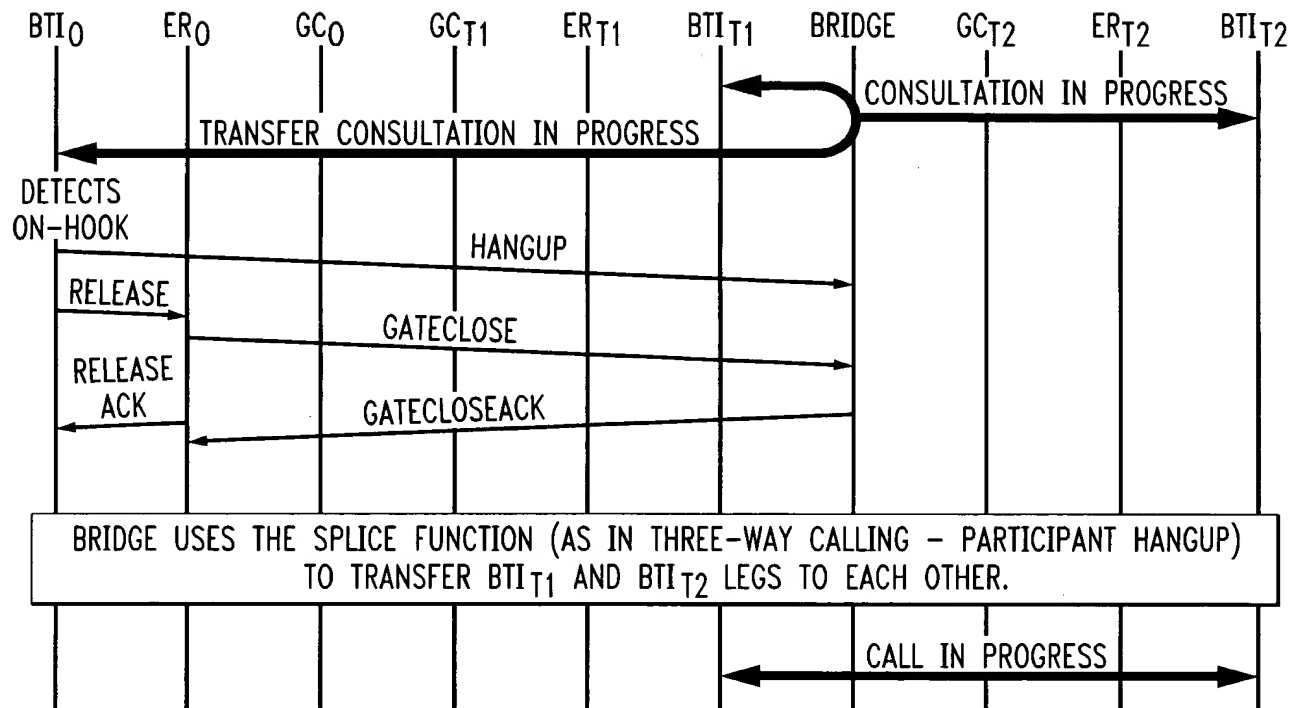 BTI0 ER0 GC0 GCT1 ERT1 BTIT1 BRIDGE GCT2 ERT2 BTIT2
CONSULTATION IN PROGRESS
TRANSFER CONSULTATION IN PROGRESS
DETECTS
ON-HOOK
HANGUP
RELEASE
GATECLOSE
RELEASE
ACK
GATECLOSEACK
BRIDGE USES THE SPLICE FUNCTION (AS IN THREE-WAY CALLING – PARTICIPANT HANGUP)
TO TRANSFER BTIT1 AND BTIT2 LEGS TO EACH OTHER.
CALL IN PROGRESS